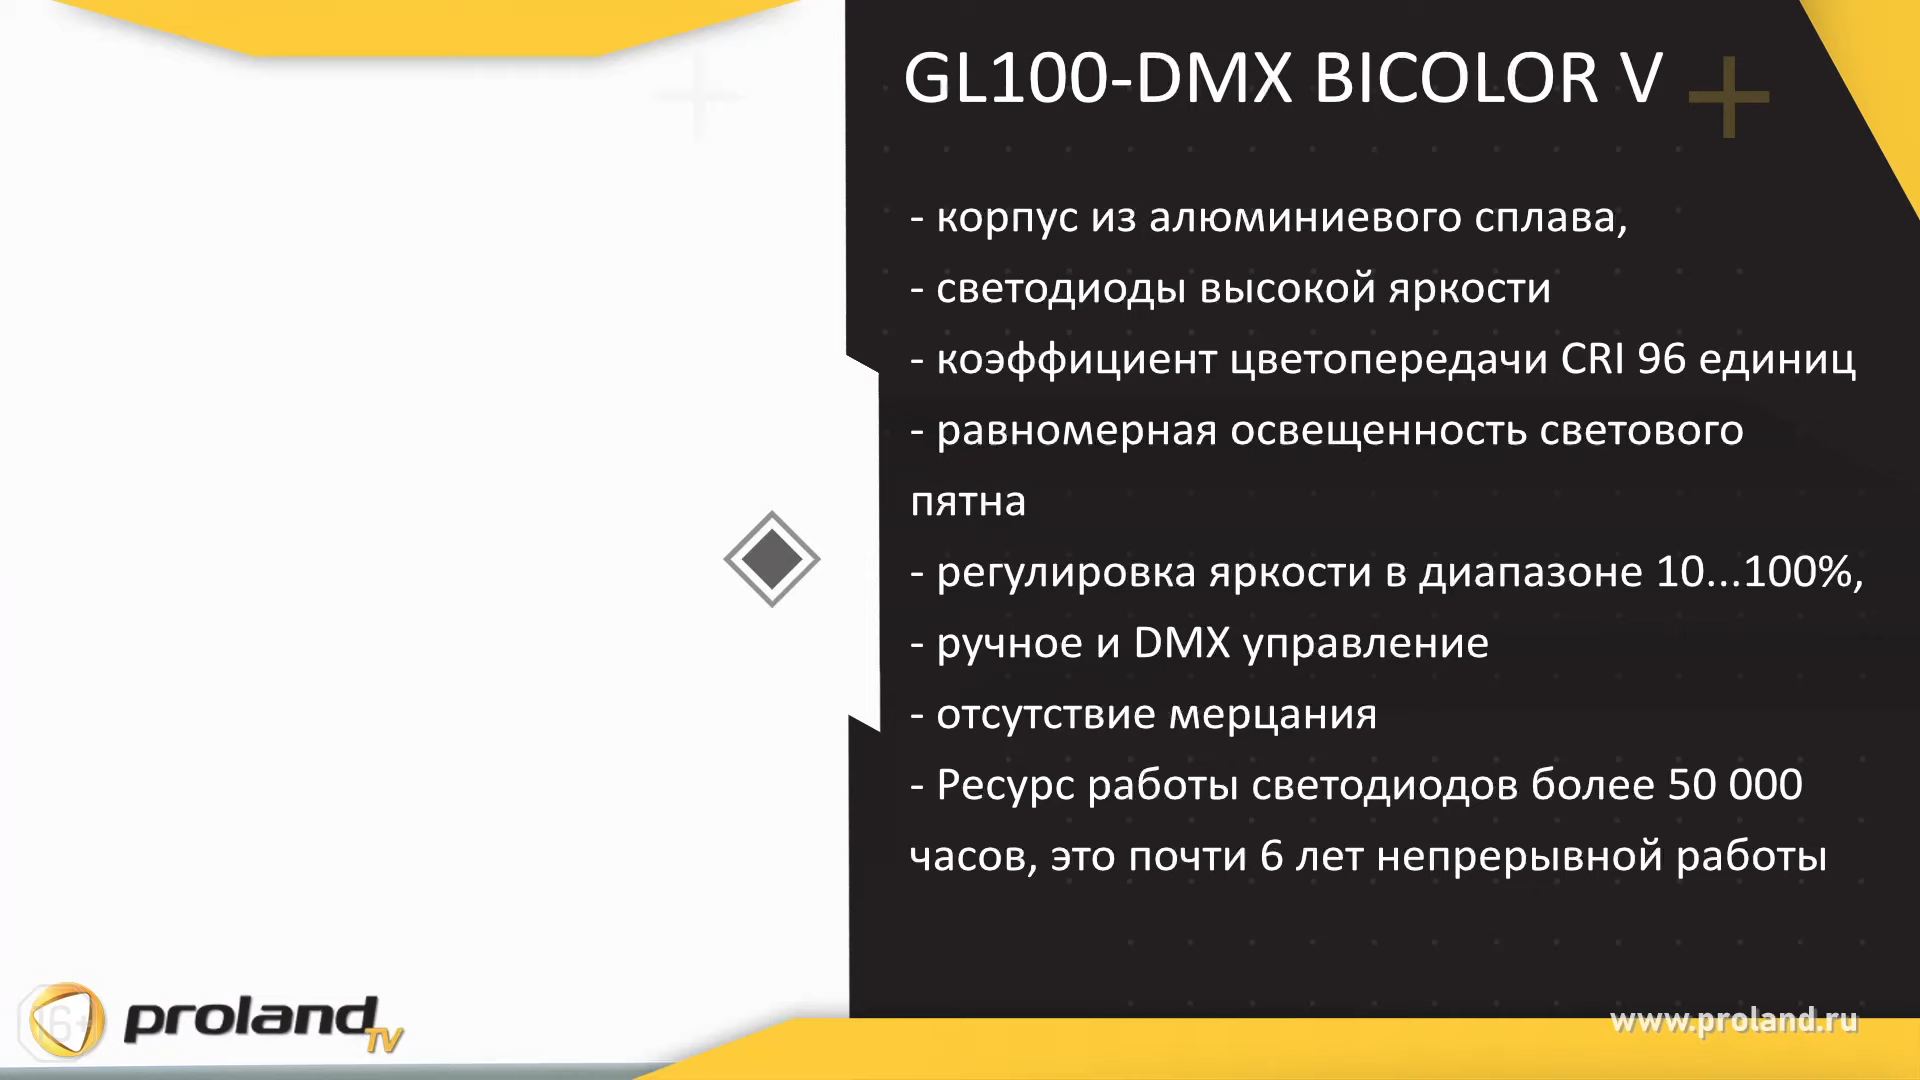 GL100-DMX BICOLOR V
- корпус из алюминиевого сплава,
- светодиоды высокой яркости
- коэффициент цветопередачи CRI 96 единиц
- равномерная освещенность светового
пятна
- регулировка яркости в диапазоне 10...100%,
- ручное и DMX управление
- отсутствие мерцания
- Ресурс работы светодиодов более 50 000
часов, это почти 6 лет непрерывной работы
16+
proland TV
www.proland.ru